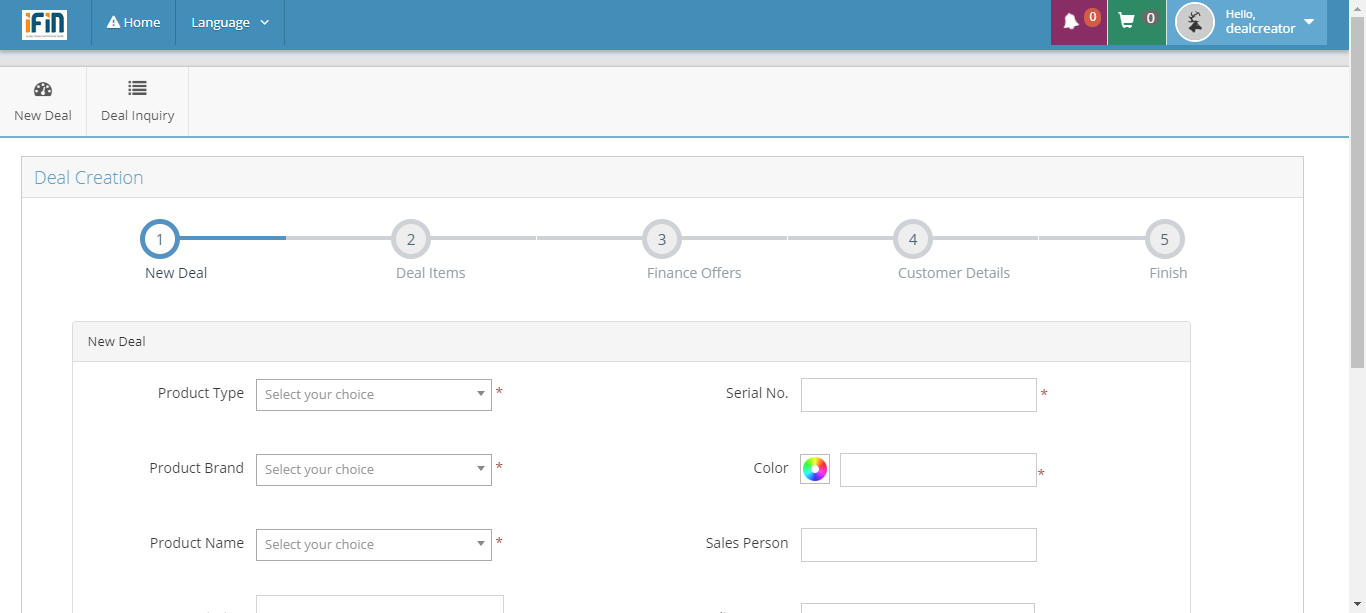 iFiN
Home
Language
0
0
Hello,
dealcreator
New Deal
Deal Inquiry
Deal Creation
1
2
3
4
5
New Deal
Deal Items
Finance Offers
Customer Details
Finish
New Deal
Product Type
Select your choice
*
Serial No.
*
Product Brand
Select your choice
*
Color
*
Product Name
Select your choice
*
Sales Person